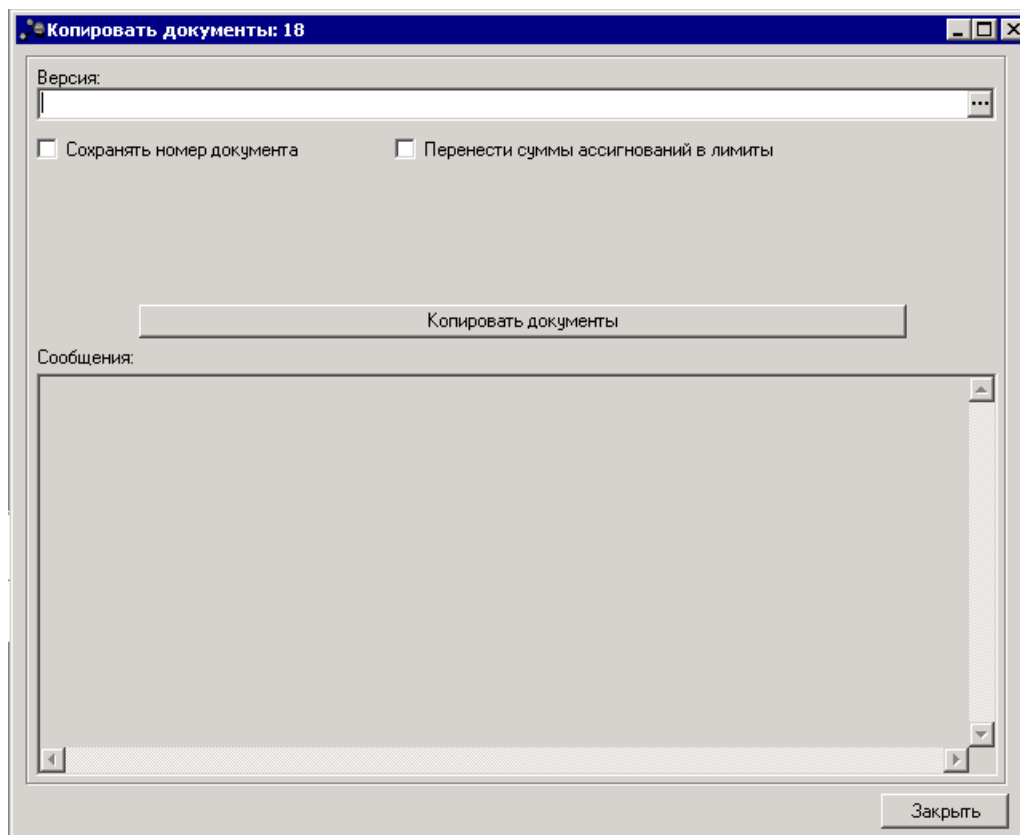 Копировать документы: 18
Версия:
Сохранять номер документа Перенести суммы ассигнований в лимиты
Копировать документы
Сообщения:
Закрыть